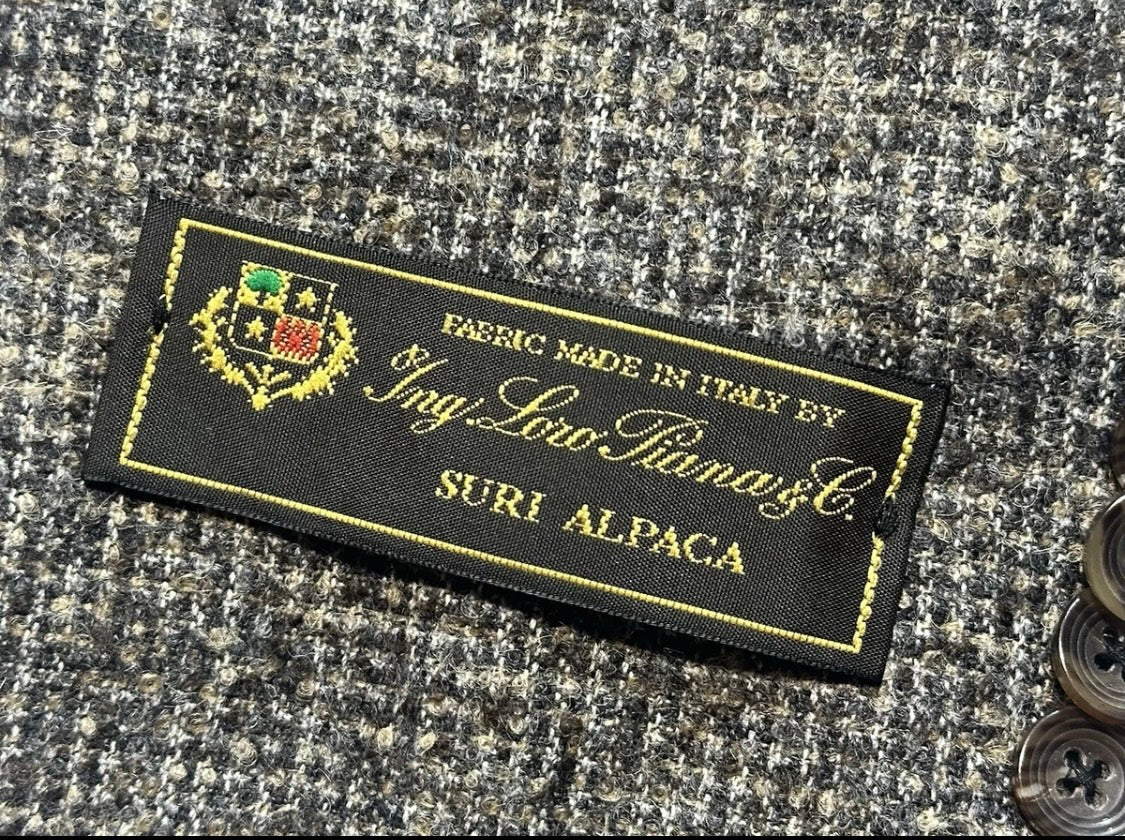 FABRIC MADE IN ITALY BY
Ing. Loro Piana & C.
SURI ALPACA